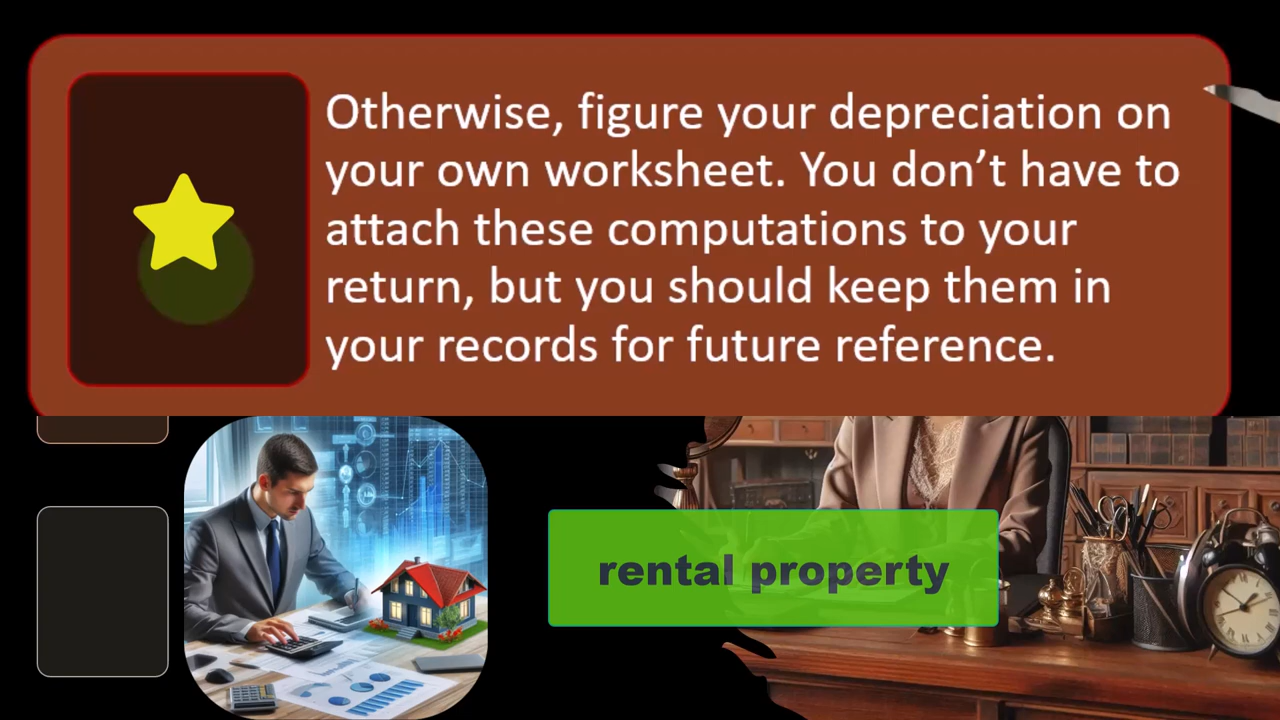 Otherwise, figure your depreciation on
your own worksheet. You don’t have to
attach these computations to your
return, but you should keep them in
your records for future reference.
rental property